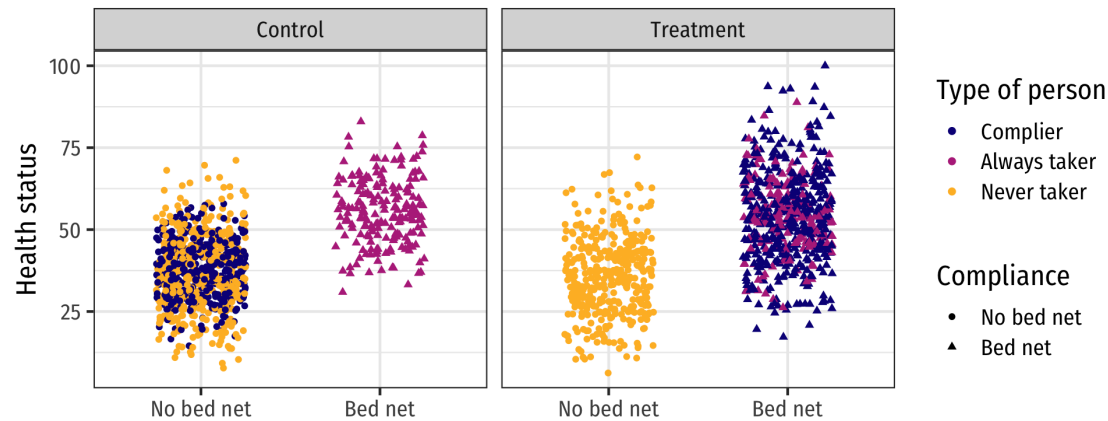 Control
Treatment
Health status
100
75
50
25
No bed net
Bed net
No bed net
Bed net
Type of person
Complier
Always taker
Never taker
Compliance
No bed net
Bed net